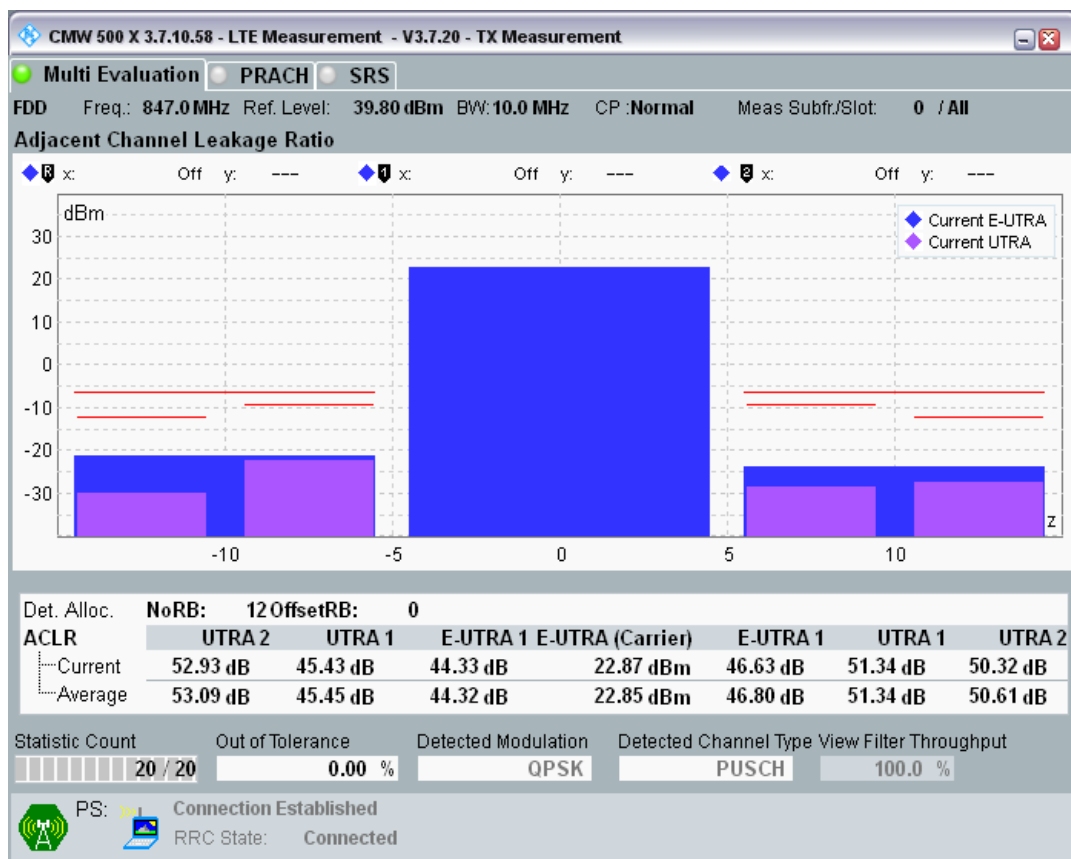 CMW 500 X 3.7.10.58 - LTE Measurement - V3.7.20 - TX Measurement
Multi Evaluation PRACH SRS
FDD Freq.: 847.0 MHz Ref. Level: 39.80 dBm BW: 10.0 MHz CP :Normal Meas Subfr./Slot: 0 / All
Adjacent Channel Leakage Ratio
R x: Off y: --- 1 x: Off y: --- 2 x: Off y: ---
dBm
Current E-UTRA
Current UTRA
30
20
10
0
-10
-20
-30
z
-10 -5 0 5 10
Det. Alloc. NoRB: 12 OffsetRB: 0
ACLR UTRA 2 UTRA 1 E-UTRA 1 E-UTRA (Carrier) E-UTRA 1 UTRA 1 UTRA 2
Current 52.93 dB 45.43 dB 44.33 dB 22.87 dBm 46.63 dB 51.34 dB 50.32 dB
Average 53.09 dB 45.45 dB 44.32 dB 22.85 dBm 46.80 dB 51.34 dB 50.61 dB
Statistic Count Out of Tolerance Detected Modulation Detected Channel Type View Filter Throughput
20 / 20 0.00 % QPSK PUSCH 100.0 %
PS: Connection Established
RRC State: Connected